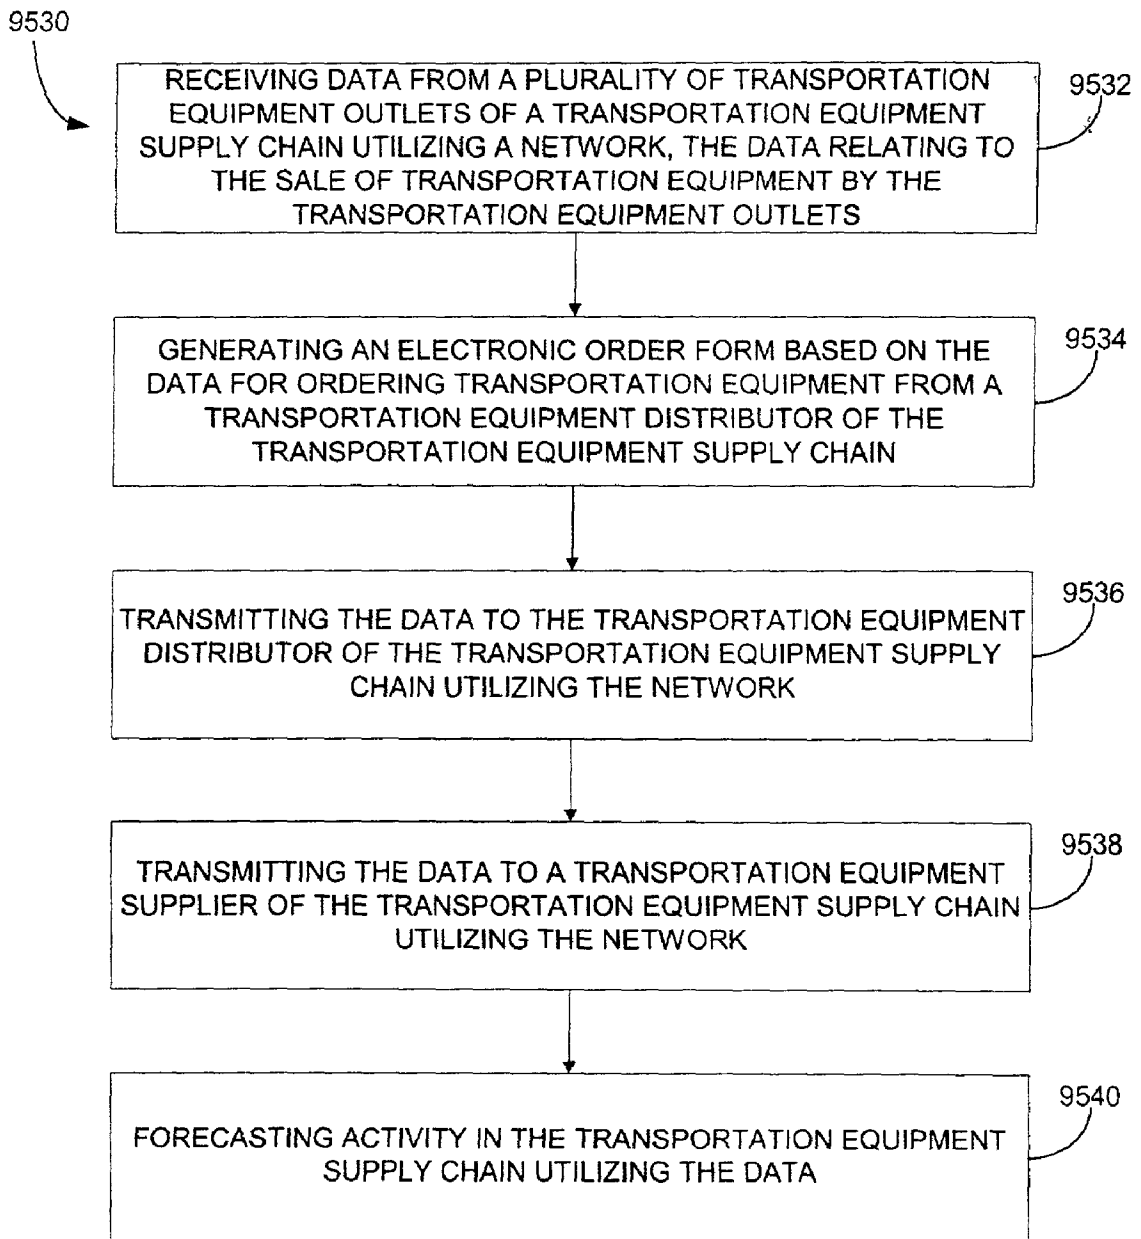 9530
RECEIVING DATA FROM A PLURALITY OF TRANSPORTATION
EQUIPMENT OUTLETS OF A TRANSPORTATION EQUIPMENT
SUPPLY CHAIN UTILIZING A NETWORK, THE DATA RELATING TO
THE SALE OF TRANSPORTATION EQUIPMENT BY THE
TRANSPORTATION EQUIPMENT OUTLETS
9532
GENERATING AN ELECTRONIC ORDER FORM BASED ON THE
DATA FOR ORDERING TRANSPORTATION EQUIPMENT FROM A
TRANSPORTATION EQUIPMENT DISTRIBUTOR OF THE
TRANSPORTATION EQUIPMENT SUPPLY CHAIN
9534
TRANSMITTING THE DATA TO THE TRANSPORTATION EQUIPMENT
DISTRIBUTOR OF THE TRANSPORTATION EQUIPMENT SUPPLY
CHAIN UTILIZING THE NETWORK
9536
TRANSMITTING THE DATA TO A TRANSPORTATION EQUIPMENT
SUPPLIER OF THE TRANSPORTATION EQUIPMENT SUPPLY CHAIN
UTILIZING THE NETWORK
9538
FORECASTING ACTIVITY IN THE TRANSPORTATION EQUIPMENT
SUPPLY CHAIN UTILIZING THE DATA
9540